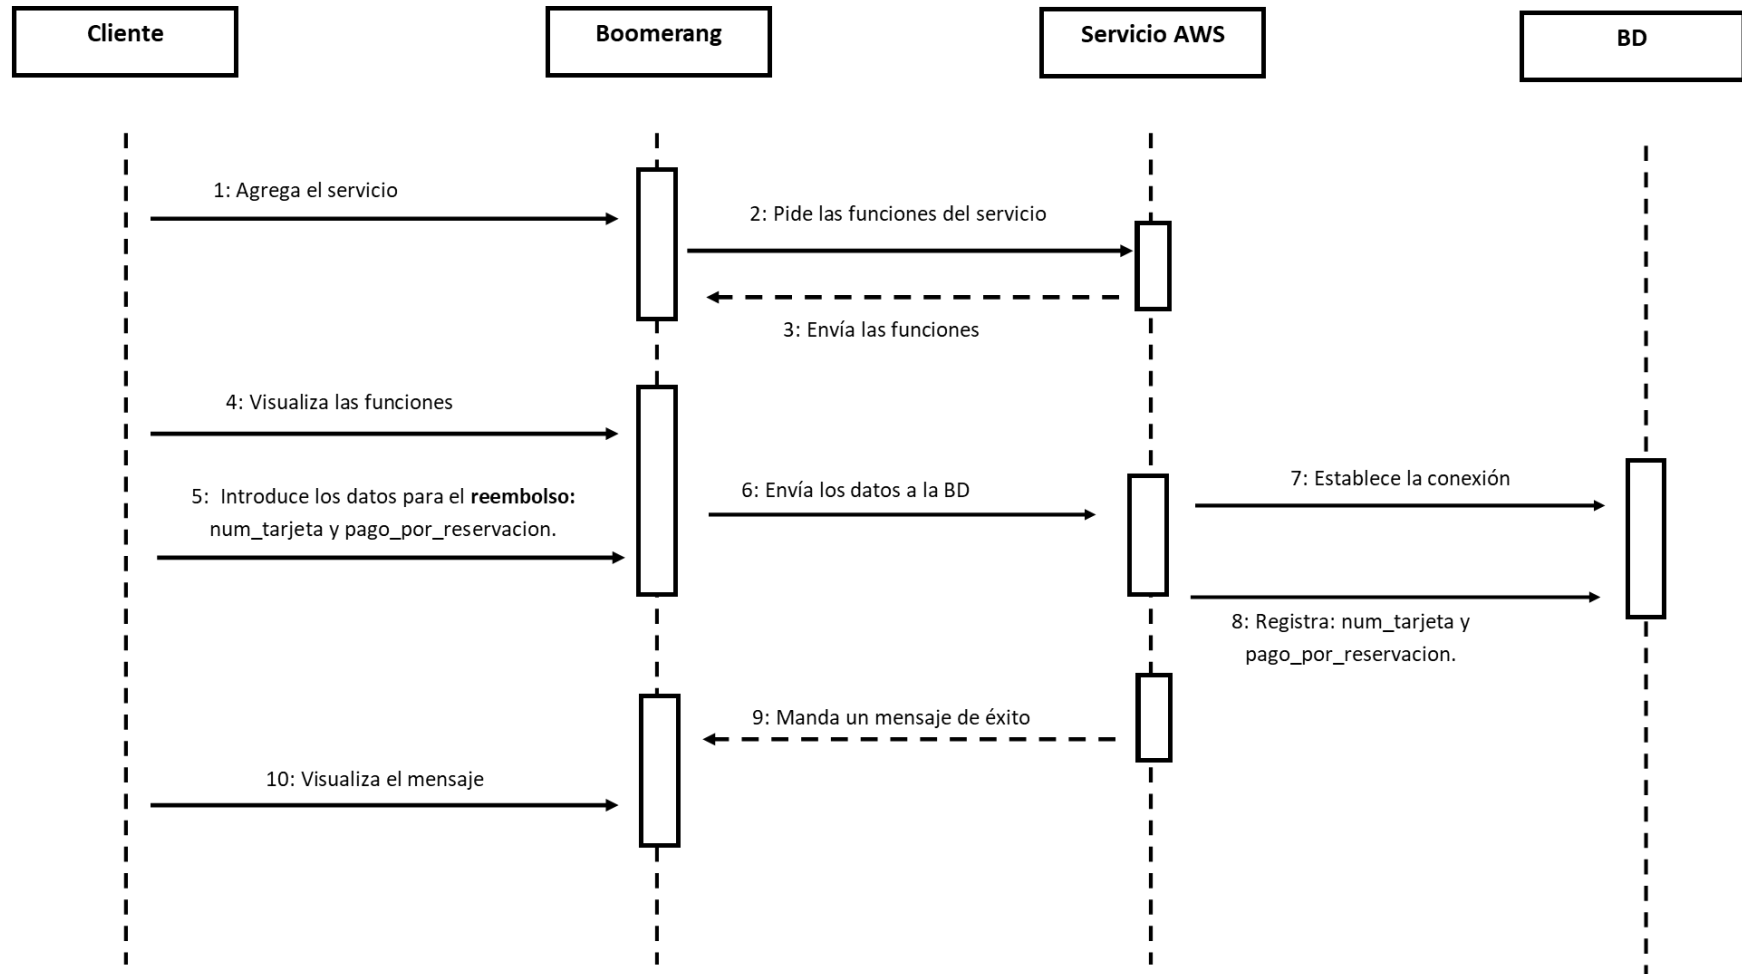 Cliente
Boomerang
Servicio AWS
BD
1: Agrega el servicio
2: Pide las funciones del servicio
3: Envía las funciones
4: Visualiza las funciones
5:  Introduce los datos para el reembolso:
num_tarjeta y pago_por_reservacion.
6: Envía los datos a la BD
7: Establece la conexión
8: Registra: num_tarjeta y
pago_por_reservacion.
9: Manda un mensaje de éxito
10: Visualiza el mensaje